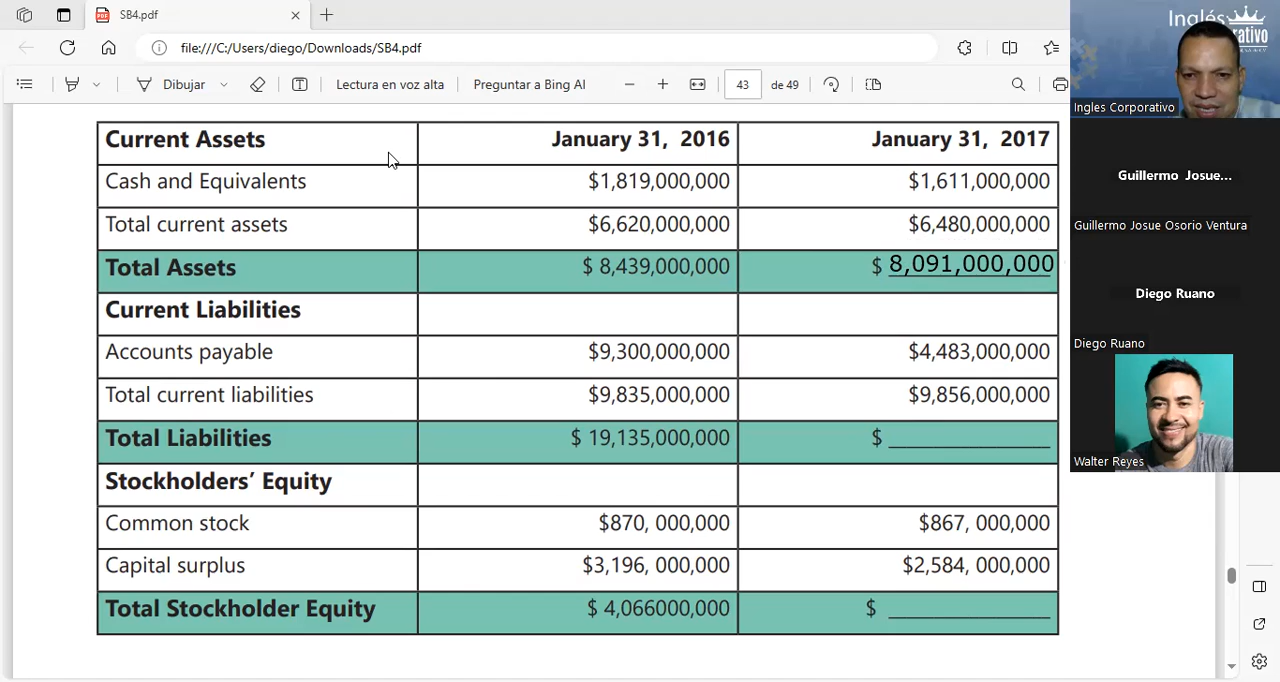 SB4.pdf
file:///C:/Users/diego/Downloads/SB4.pdf
Dibujar Lectura en voz alta Preguntar a Bing AI 43 de 49
Current Assets January 31, 2016 January 31, 2017
Cash and Equivalents $1,819,000,000 $1,611,000,000
Total current assets $6,620,000,000 $6,480,000,000
Total Assets $ 8,439,000,000 $ 8,091,000,000
Current Liabilities
Accounts payable $9,300,000,000 $4,483,000,000
Total current liabilities $9,835,000,000 $9,856,000,000
Total Liabilities $ 19,135,000,000 $ ______________
Stockholders’ Equity
Common stock $870, 000,000 $867, 000,000
Capital surplus $3,196, 000,000 $2,584, 000,000
Total Stockholder Equity $ 4,066000,000 $ ______________
Inglés
Ingles Corporativo
Guillermo Josue...
Guillermo Josue Osorio Ventura
Diego Ruano
Diego Ruano
Walter Reyes